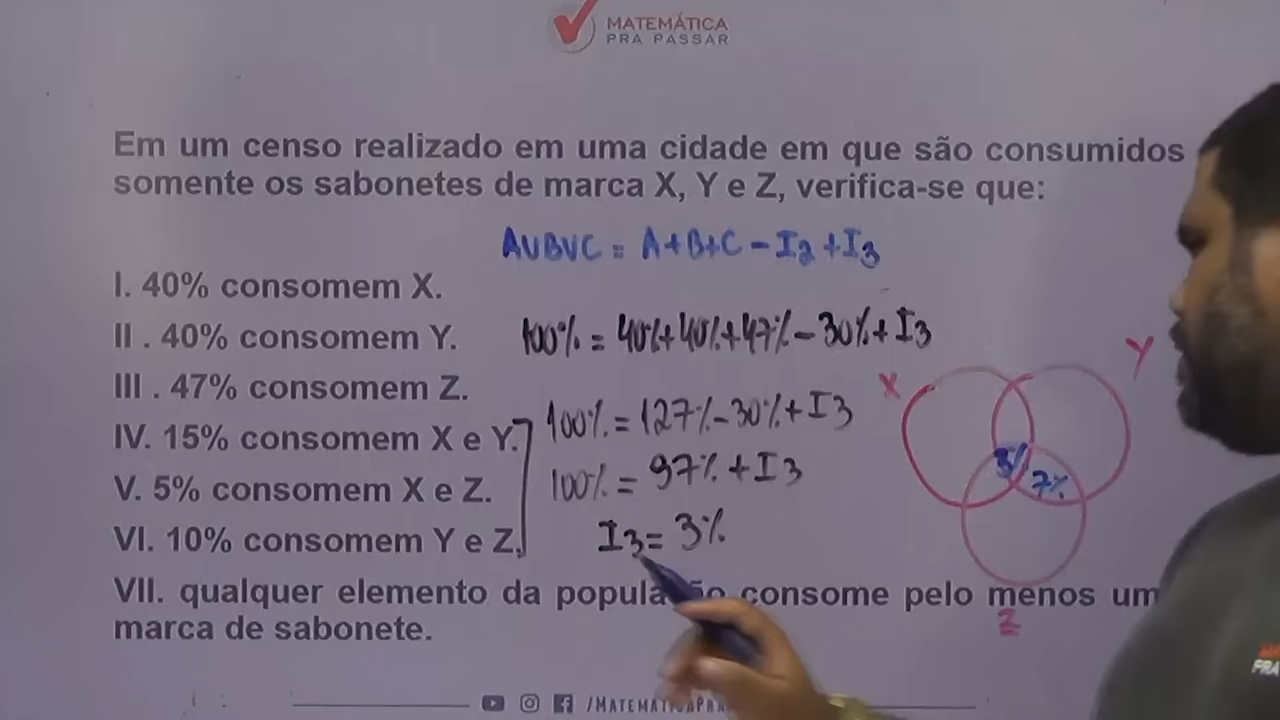 MATEMÁTICA
PRA PASSAR
Em um censo realizado em uma cidade em que são consumidos
somente os sabonetes de marca X, Y e Z, verifica-se que:
AUBUC = A+B+C-I2+I3
I. 40% consomem X.
100% = 40%+40%+47%-30%+I3
II . 40% consomem Y.
X
Y
III . 47% consomem Z.
100% = 127%-30%+I3
IV. 15% consomem X e Y.
100% = 97%+I3
3%
7%
V. 5% consomem X e Z.
I3= 3%
VI. 10% consomem Y e Z.
VII. qualquer elemento da consome pelo menos um
Z
marca de sabonete.